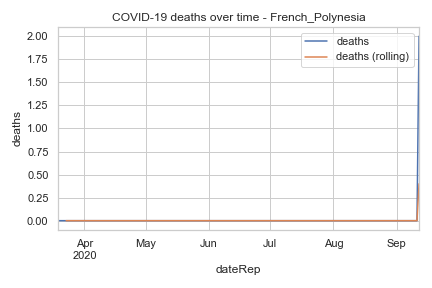 COVID-19 deaths over time - French_Polynesia
deaths
deaths (rolling)
2.00
1.75
1.50
1.25
1.00
0.75
0.50
0.25
0.00
deaths
Apr
2020
May
Jun
Jul
Aug
Sep
dateRep